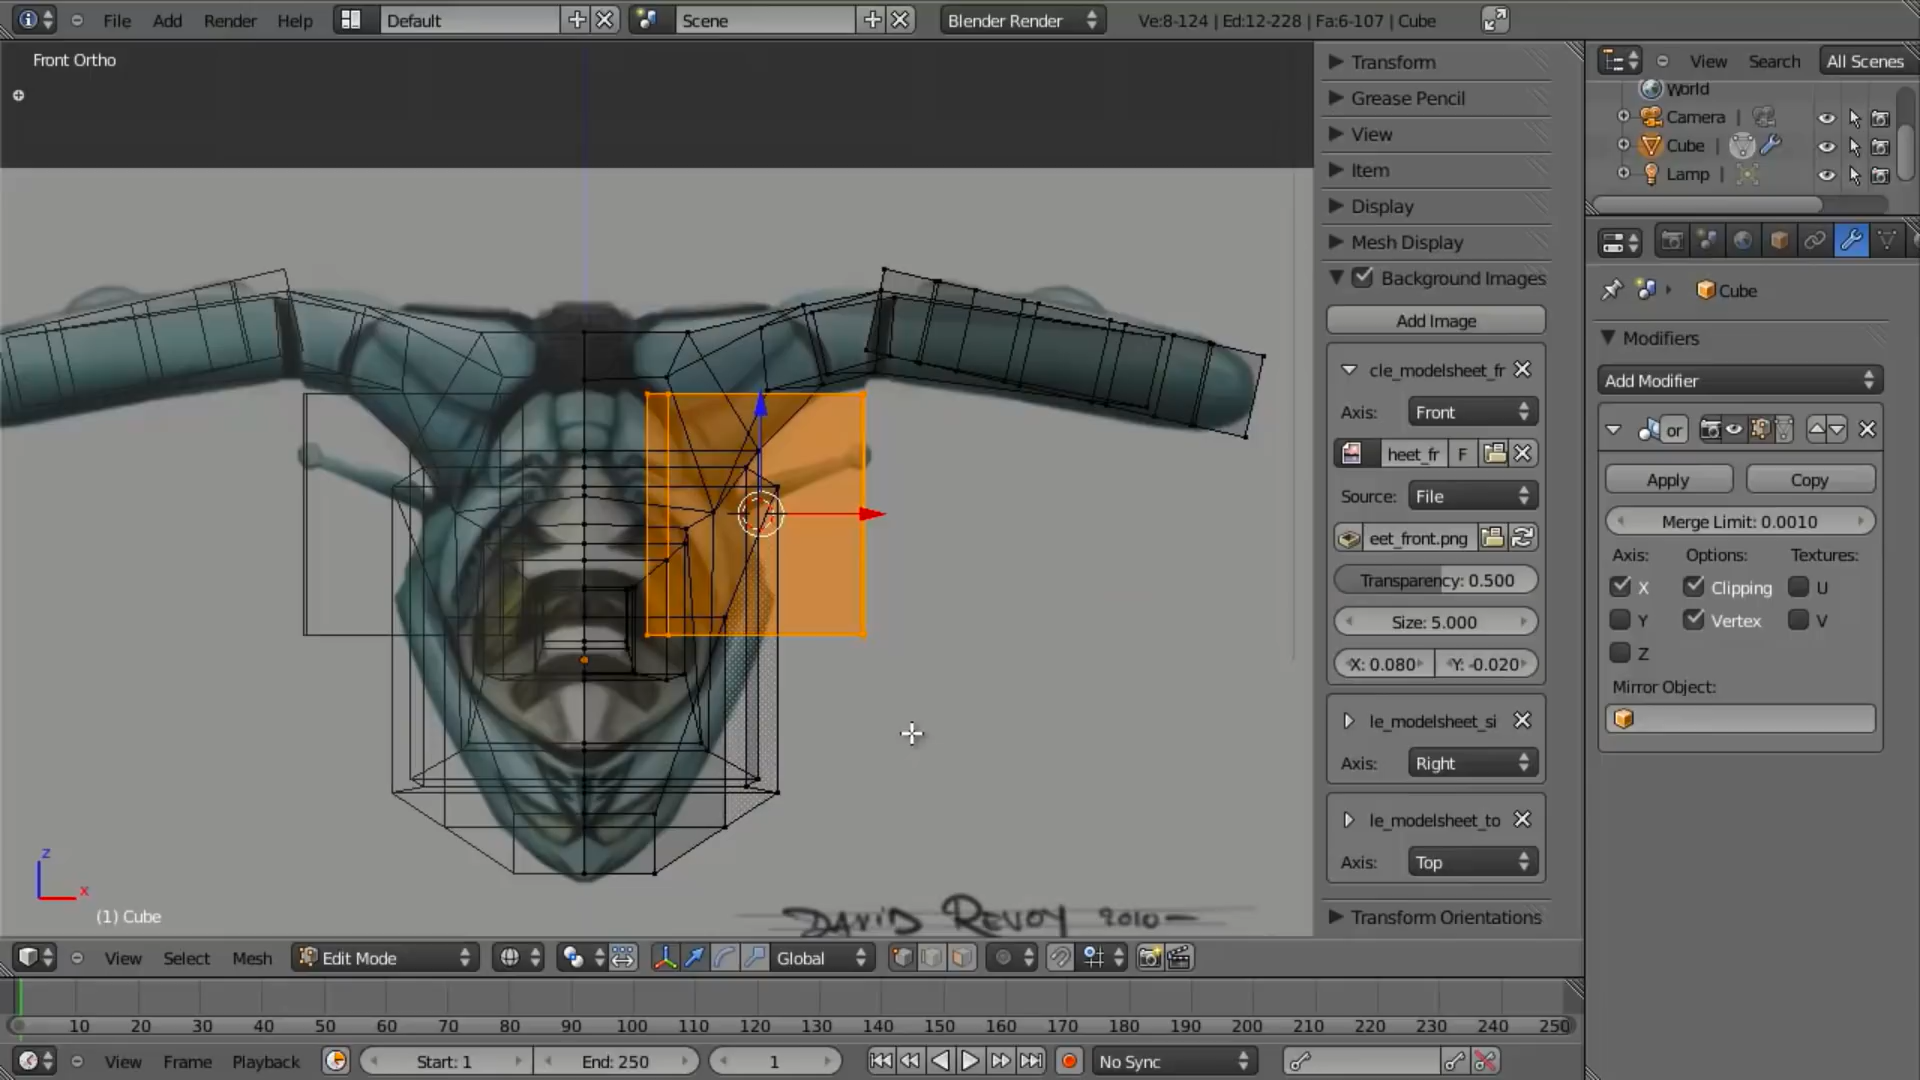 File Add Render Help Default Scene Blender Render Ve:8-124 | Ed:12-228 | Fa:6-107 | Cube
Front Ortho
(1) Cube
z
x
DAVID REVOY 2010-
Transform
Grease Pencil
View
Item
Display
Mesh Display
Background Images
Add Image
cle_modelsheet_fr
Axis: Front
heet_fr F
Source: File
eet_front.png
Transparency: 0.500
Size: 5.000
X: 0.080 Y: -0.020
le_modelsheet_si
Axis: Right
le_modelsheet_to
Axis: Top
Transform Orientations
View Search All Scenes
World
Camera |
Cube |
Lamp |
Cube
Modifiers
Add Modifier
or
Apply Copy
Merge Limit: 0.0010
Axis: Options: Textures:
X Clipping U
Y Vertex V
Z
Mirror Object:
View Select Mesh Edit Mode Global
10 20 30 40 50 60 70 80 90 100 110 120 130 140 150 160 170 180 190 200 210 220 230 240 250
View Frame Playback Start: 1 End: 250 1 No Sync